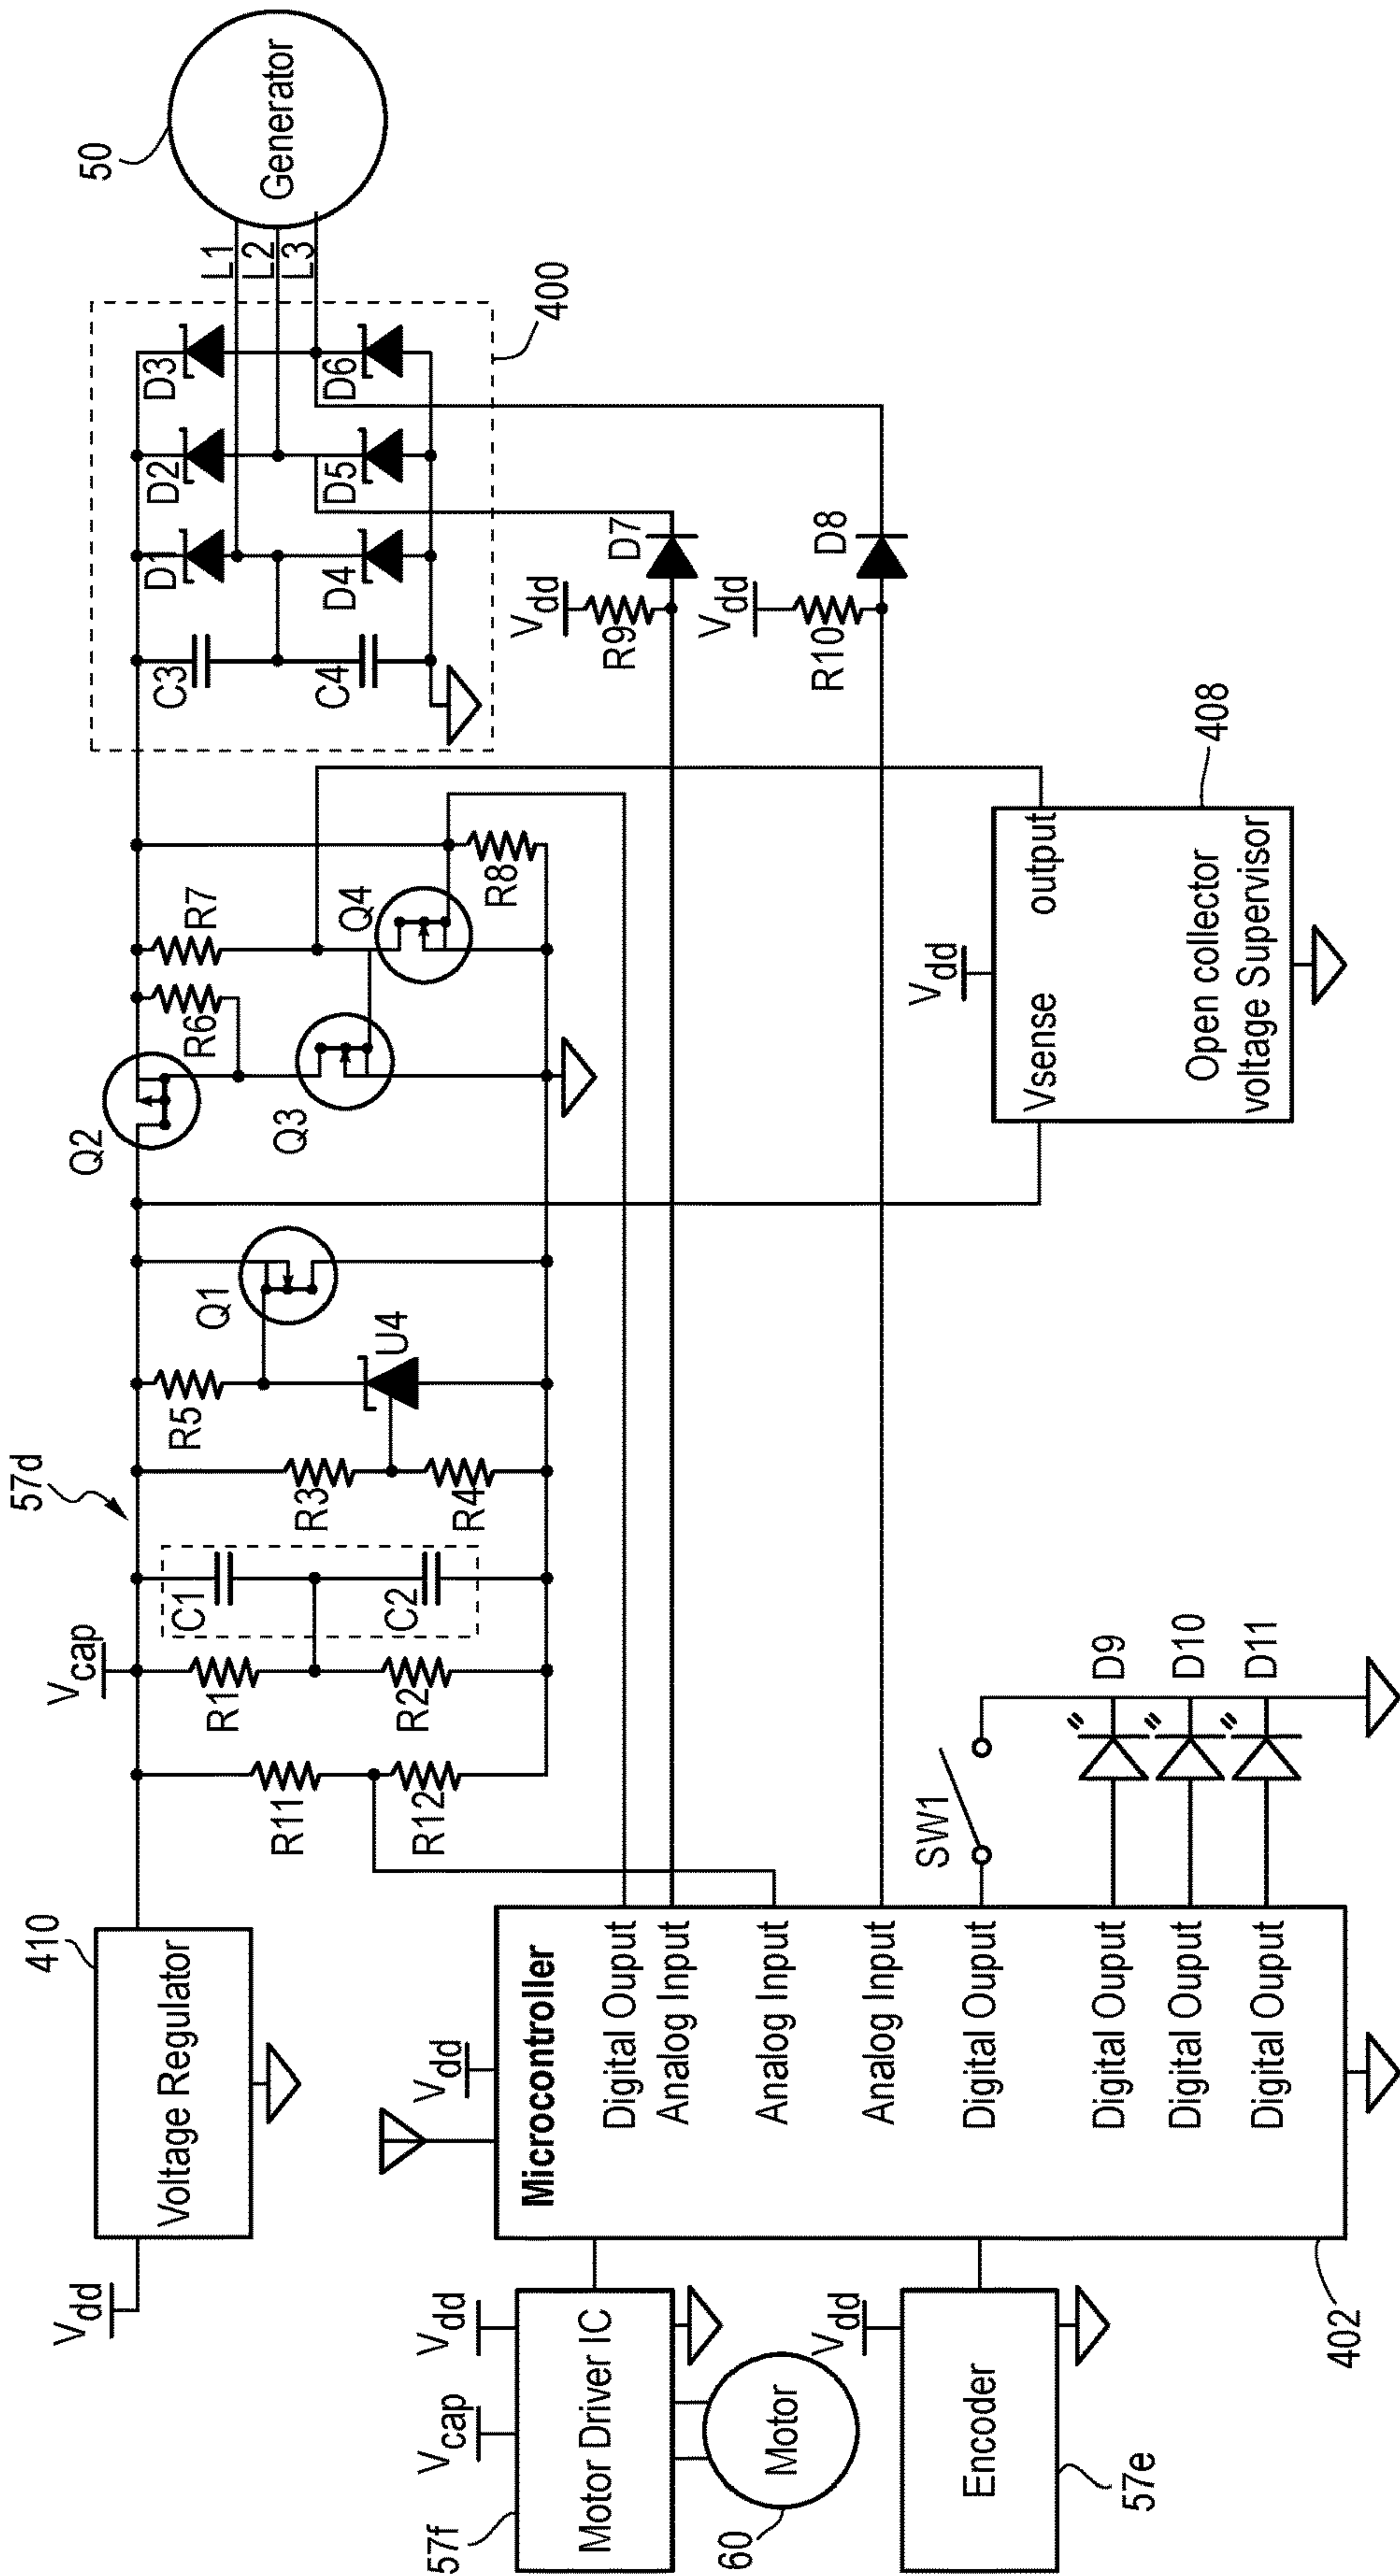 50
Generator
L1
L2
L3
400
D3
D2
D1
D6
D5
D4
C3
C4
D7
Vdd
R9
D8
Vdd
R10
R7
R6
Q4
R8
Q2
Q3
Q1
U4
R5
R3
R4
57d
C1
C2
Vcap
R1
R2
R11
R12
408
output
Vdd
Vsense
Open collector
voltage Supervisor
410
Voltage Regulator
Vdd
Vdd
Microcontroller
Digital Ouput
Analog Input
Analog Input
Analog Input
Digital Ouput
Digital Ouput
Digital Ouput
Digital Ouput
SW1
D9
D10
D11
402
Vdd
Vcap
Motor Driver IC
57f
Motor
60
Vdd
Encoder
57e